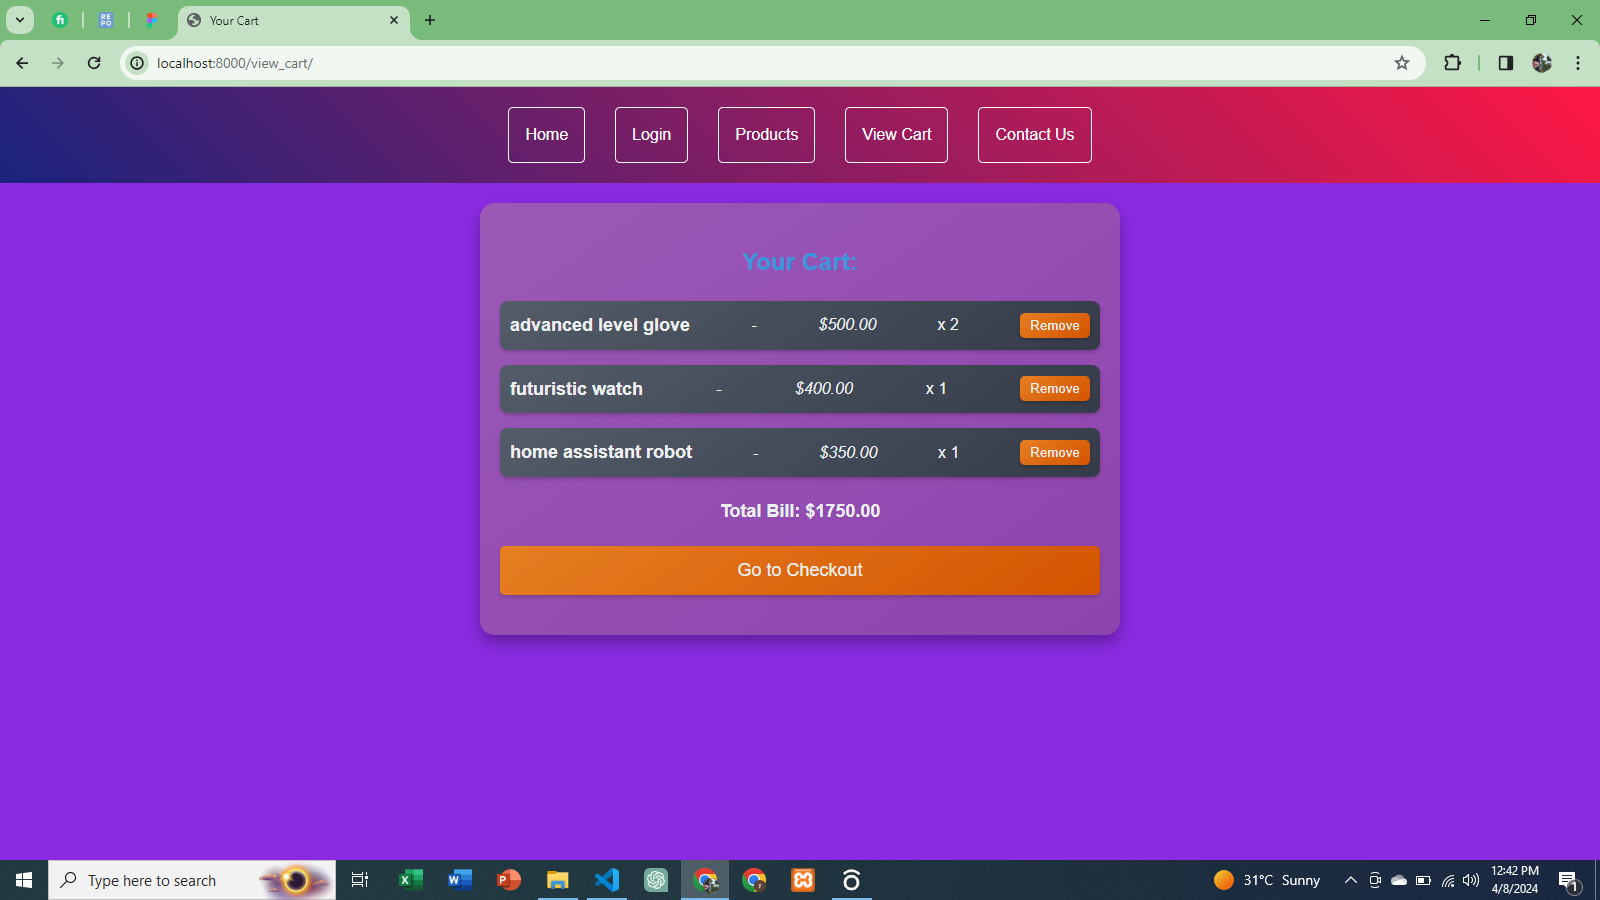 Your Cart
localhost:8000/view_cart/
Home Login Products View Cart Contact Us
Your Cart:
advanced level glove - $500.00 x 2 Remove
futuristic watch - $400.00 x 1 Remove
home assistant robot - $350.00 x 1 Remove
Total Bill: $1750.00
Go to Checkout
Type here to search
31°C Sunny
12:42 PM
4/8/2024
1